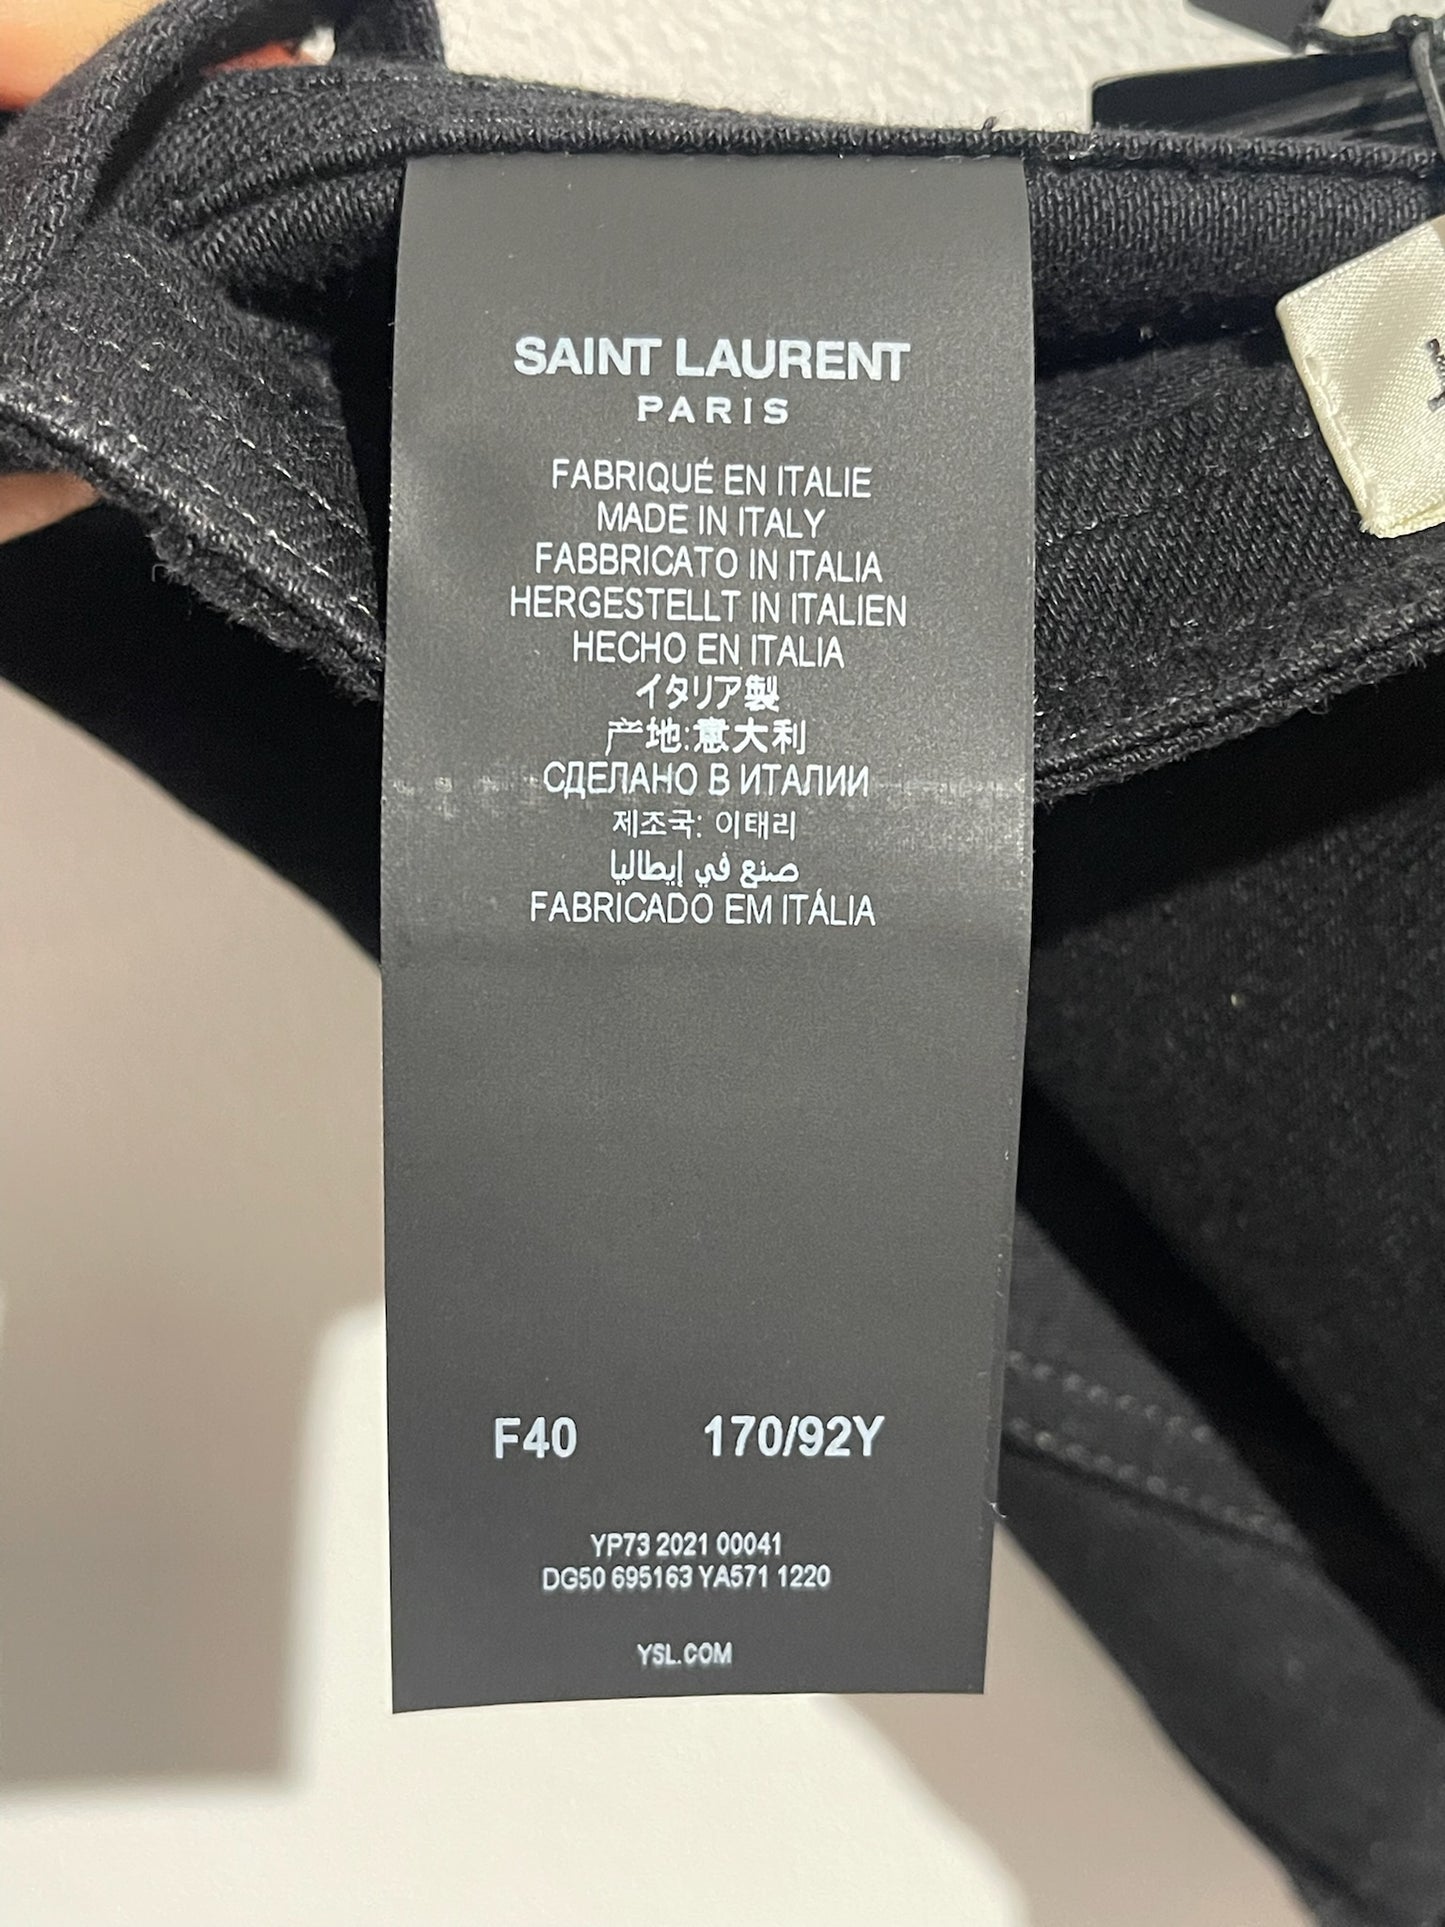 SAINT LAURENT
PARIS
FABRIQUÉ EN ITALIE
MADE IN ITALY
FABBRICATO IN ITALIA
HERGESTELLT IN ITALIEN
HECHO EN ITALIA
イタリア製
产地:意大利
СДЕЛАНО В ИТАЛИИ
제조국: 이태리
صنع في إيطاليا
FABRICADO EM ITÁLIA
F40 170/92Y
YP73 2021 00041
DG50 695163 YA571 1220
YSL.COM